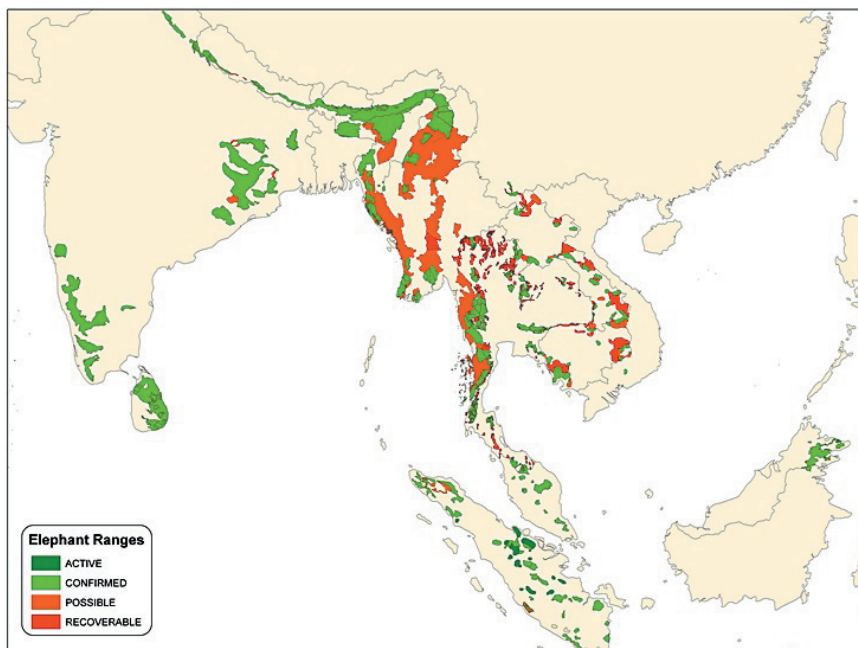 Elephant Ranges
ACTIVE
CONFIRMED
POSSIBLE
RECOVERABLE